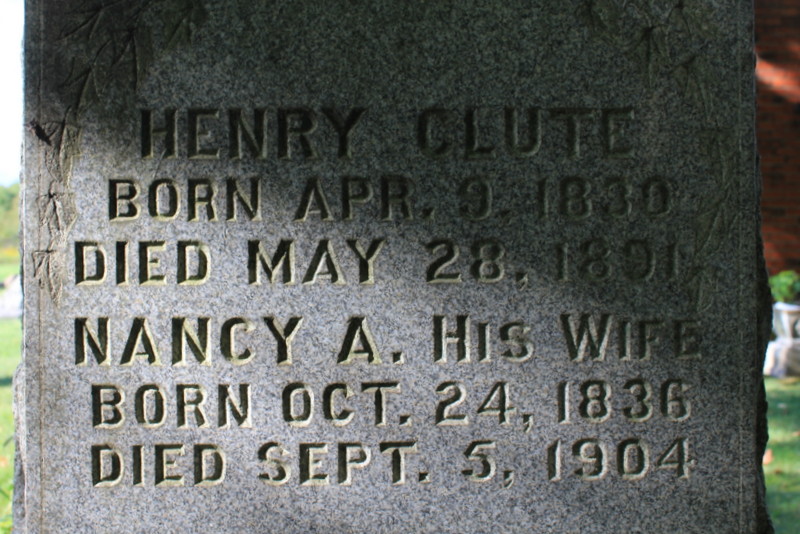 HENRY CLUTE
BORN APR. 9. 1830
DIED MAY 28, 1891.
NANCY A. HIS WIFE
BORN OCT. 24, 1836
DIED SEPT. 5, 1904